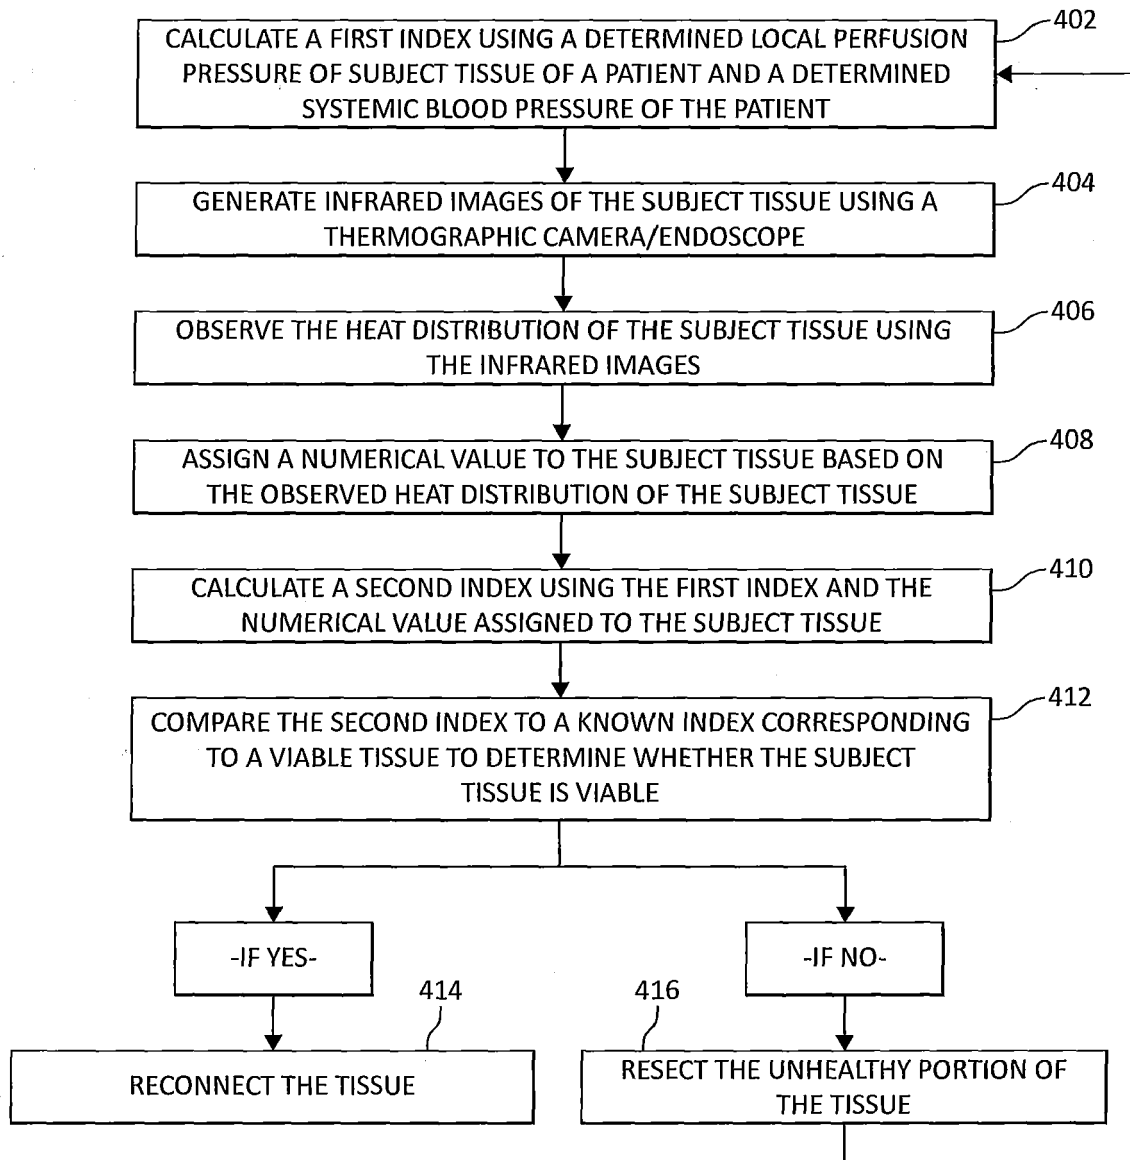 402
CALCULATE A FIRST INDEX USING A DETERMINED LOCAL PERFUSION
PRESSURE OF SUBJECT TISSUE OF A PATIENT AND A DETERMINED
SYSTEMIC BLOOD PRESSURE OF THE PATIENT
404
GENERATE INFRARED IMAGES OF THE SUBJECT TISSUE USING A
THERMOGRAPHIC CAMERA/ENDOSCOPE
406
OBSERVE THE HEAT DISTRIBUTION OF THE SUBJECT TISSUE USING
THE INFRARED IMAGES
408
ASSIGN A NUMERICAL VALUE TO THE SUBJECT TISSUE BASED ON
THE OBSERVED HEAT DISTRIBUTION OF THE SUBJECT TISSUE
410
CALCULATE A SECOND INDEX USING THE FIRST INDEX AND THE
NUMERICAL VALUE ASSIGNED TO THE SUBJECT TISSUE
412
COMPARE THE SECOND INDEX TO A KNOWN INDEX CORRESPONDING
TO A VIABLE TISSUE TO DETERMINE WHETHER THE SUBJECT
TISSUE IS VIABLE
-IF YES-
-IF NO-
414
416
RECONNECT THE TISSUE
RESECT THE UNHEALTHY PORTION OF
THE TISSUE